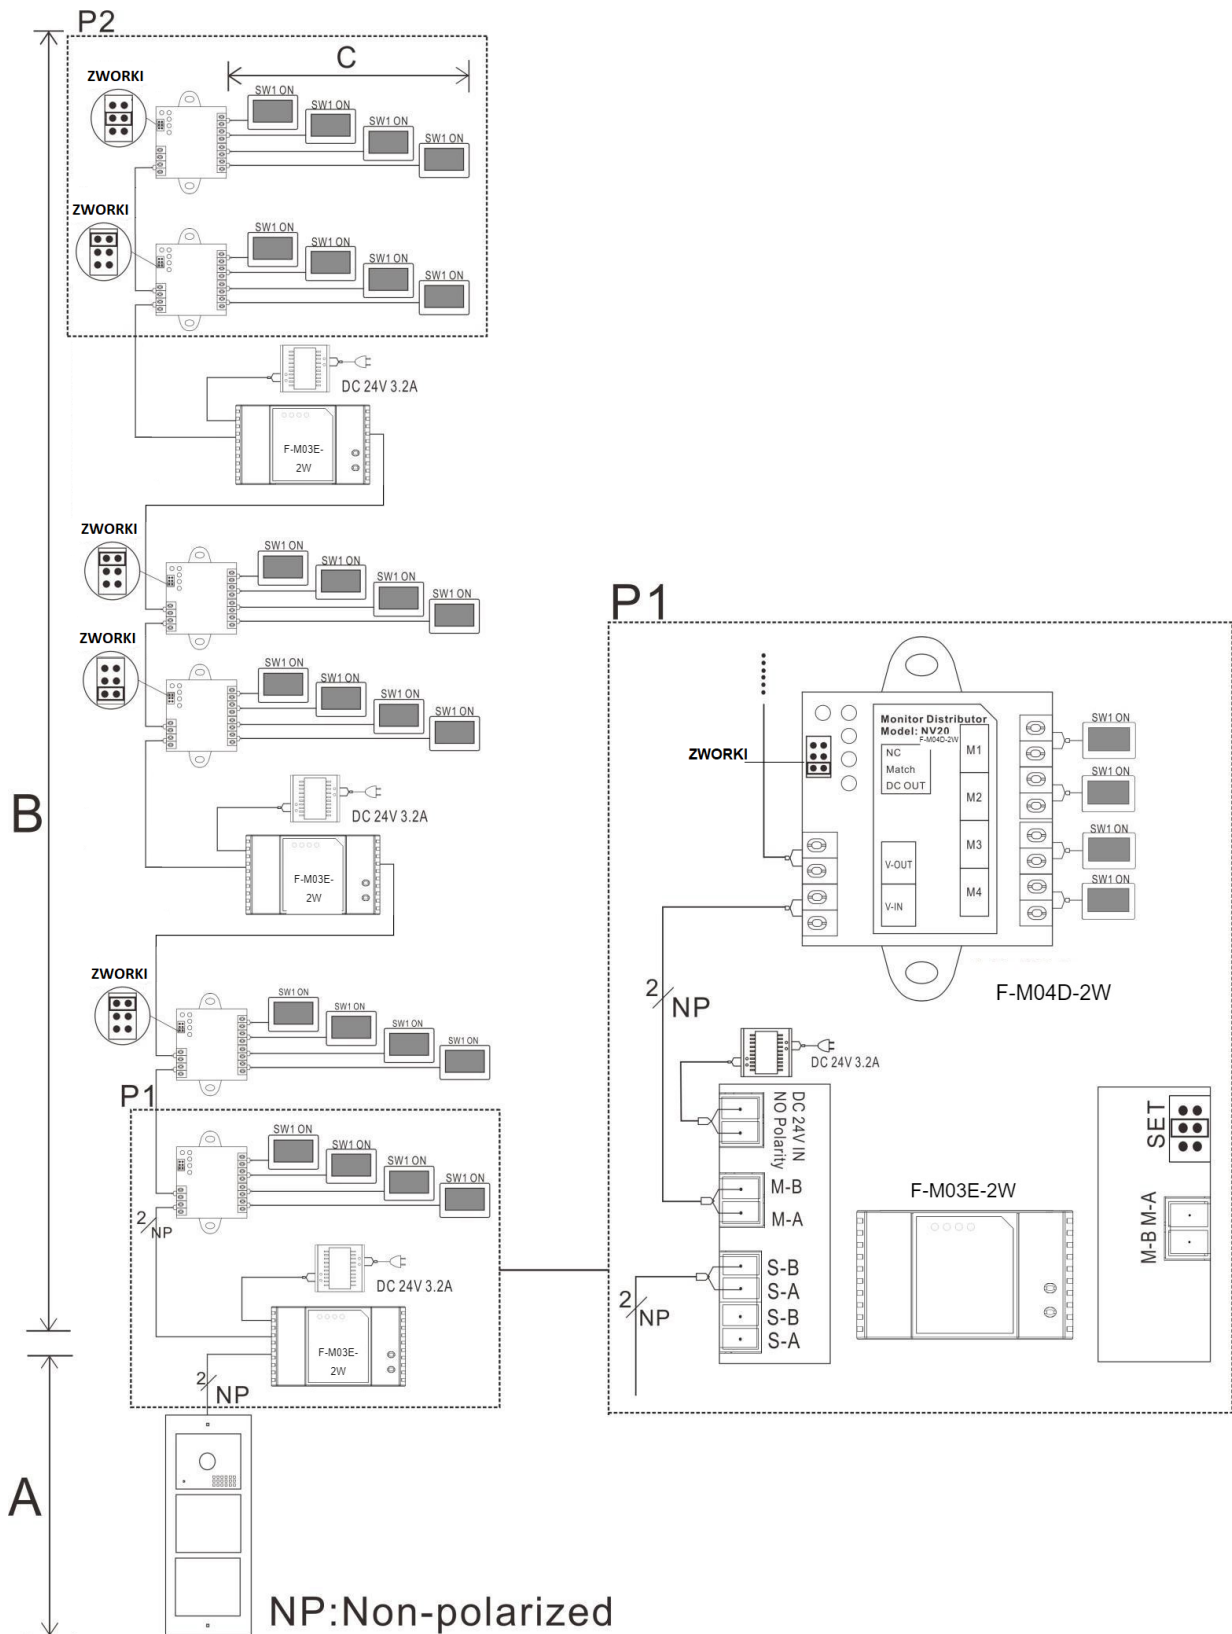 P2
C
ZWORKI
SW1 ON
SW1 ON
SW1 ON
SW1 ON
ZWORKI
SW1 ON
SW1 ON
SW1 ON
SW1 ON
DC 24V 3.2A
F-M03E-
2W
ZWORKI
SW1 ON
SW1 ON
SW1 ON
SW1 ON
ZWORKI
SW1 ON
SW1 ON
SW1 ON
SW1 ON
B
DC 24V 3.2A
F-M03E-
2W
ZWORKI
SW1 ON
SW1 ON
SW1 ON
SW1 ON
P1
SW1 ON
SW1 ON
SW1 ON
SW1 ON
2
NP
DC 24V 3.2A
F-M03E-
2W
2
NP
A
NP:Non-polarized
P1
ZWORKI
Monitor Distributor
Model: NV20
F-M04D-2W
NC
Match
DC OUT
M1
M2
M3
M4
V-OUT
V-IN
SW1 ON
SW1 ON
SW1 ON
SW1 ON
F-M04D-2W
2
NP
DC 24V 3.2A
DC 24V IN
NO Polarity
M-B
M-A
S-B
S-A
S-B
S-A
2
NP
F-M03E-2W
SET
M-B M-A